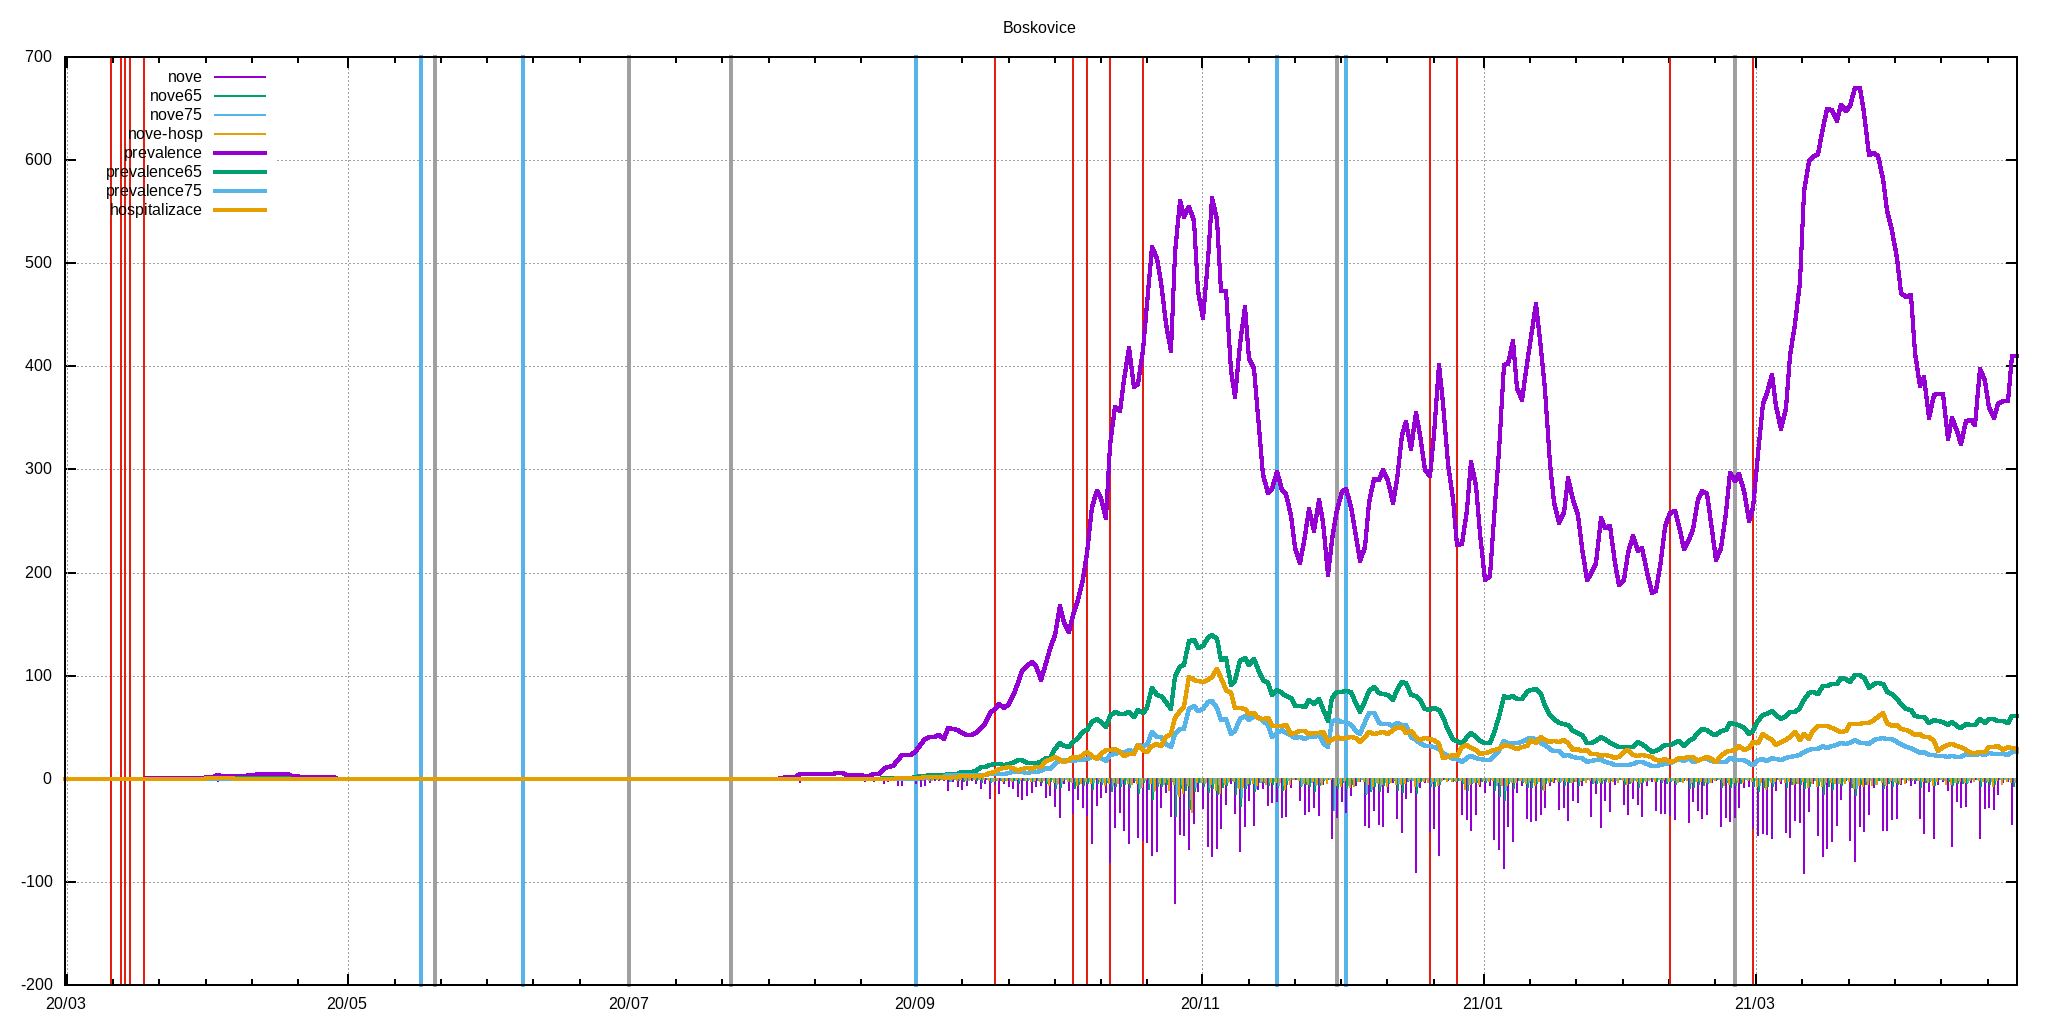 Boskovice
700
nove
nove65
nove75
nove-hosp
prevalence
prevalence65
prevalence75
hospitalizace
600
500
400
300
200
100
0
-100
-200
20/03 20/05 20/07 20/09 20/11 21/01 21/03